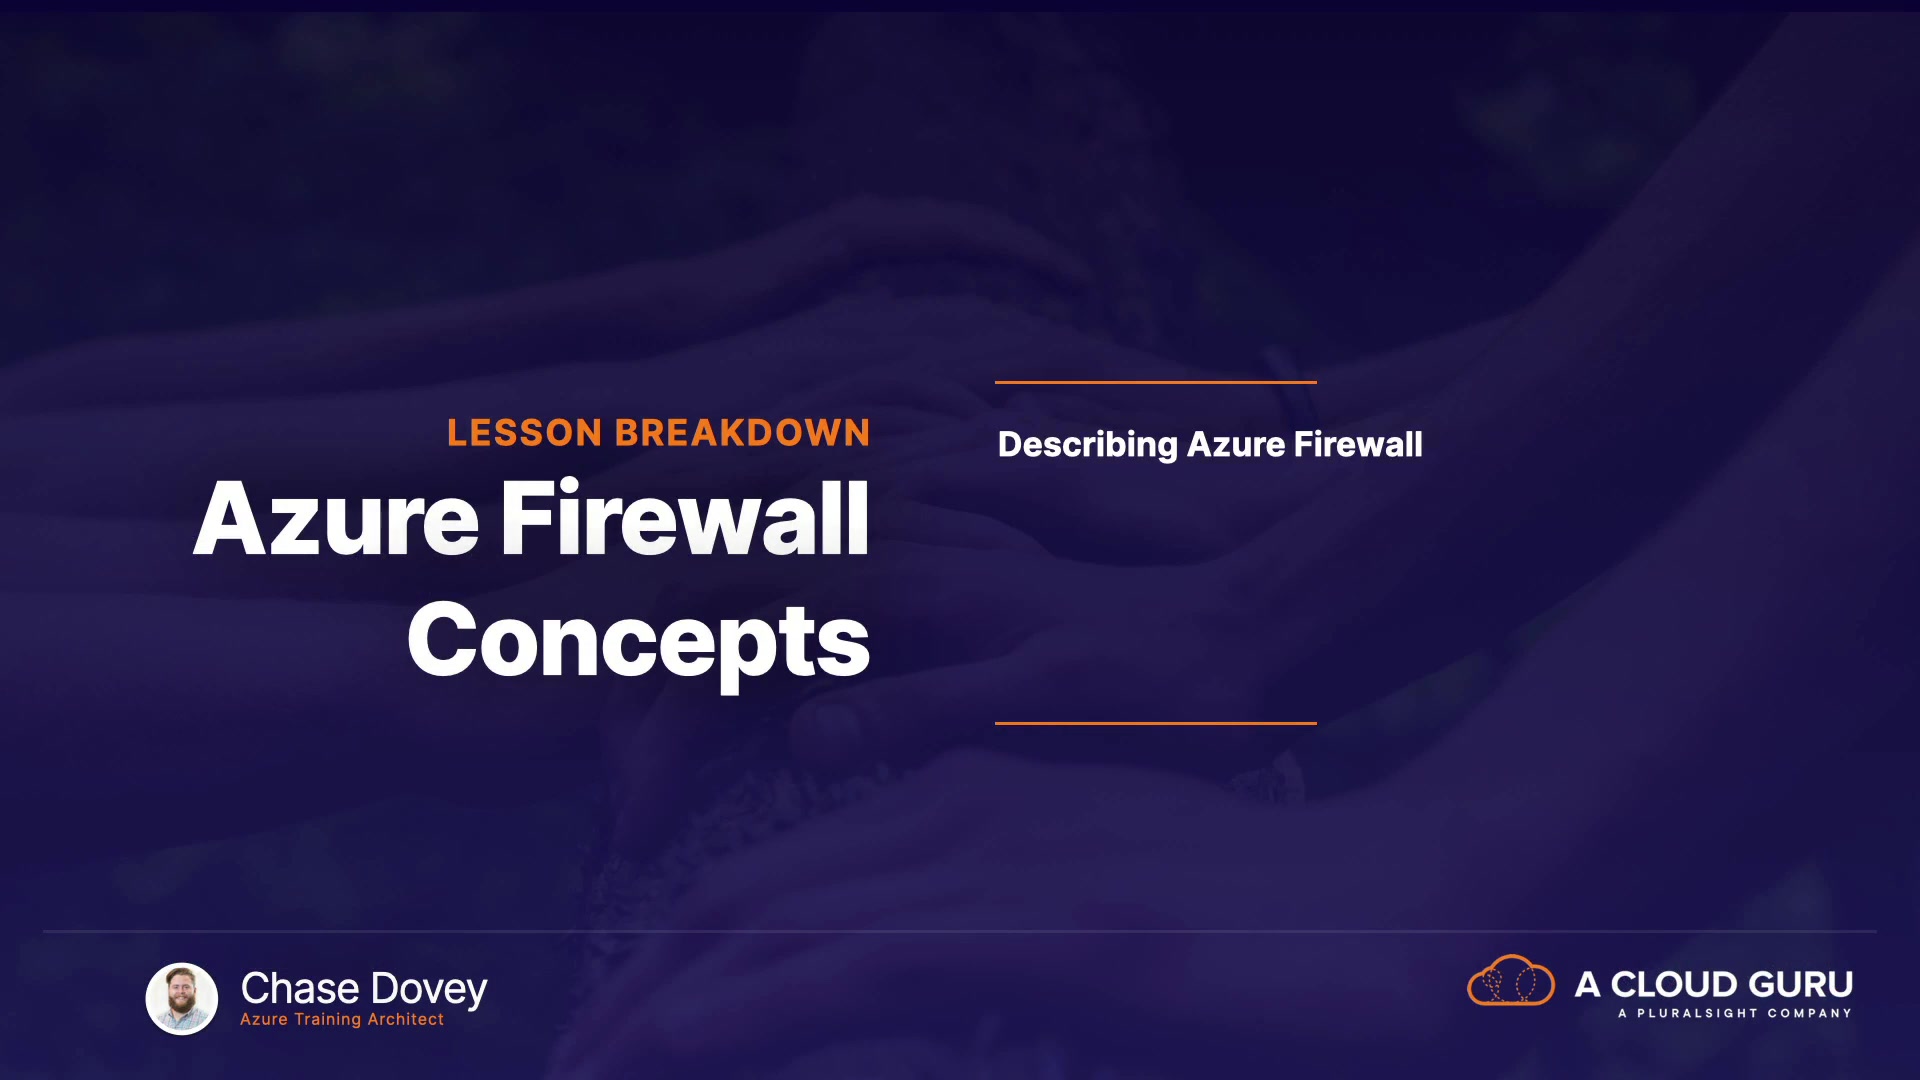 LESSON BREAKDOWN
Azure Firewall
Concepts
Describing Azure Firewall
Chase Dovey
Azure Training Architect
A CLOUD GURU
A PLURALSIGHT COMPANY